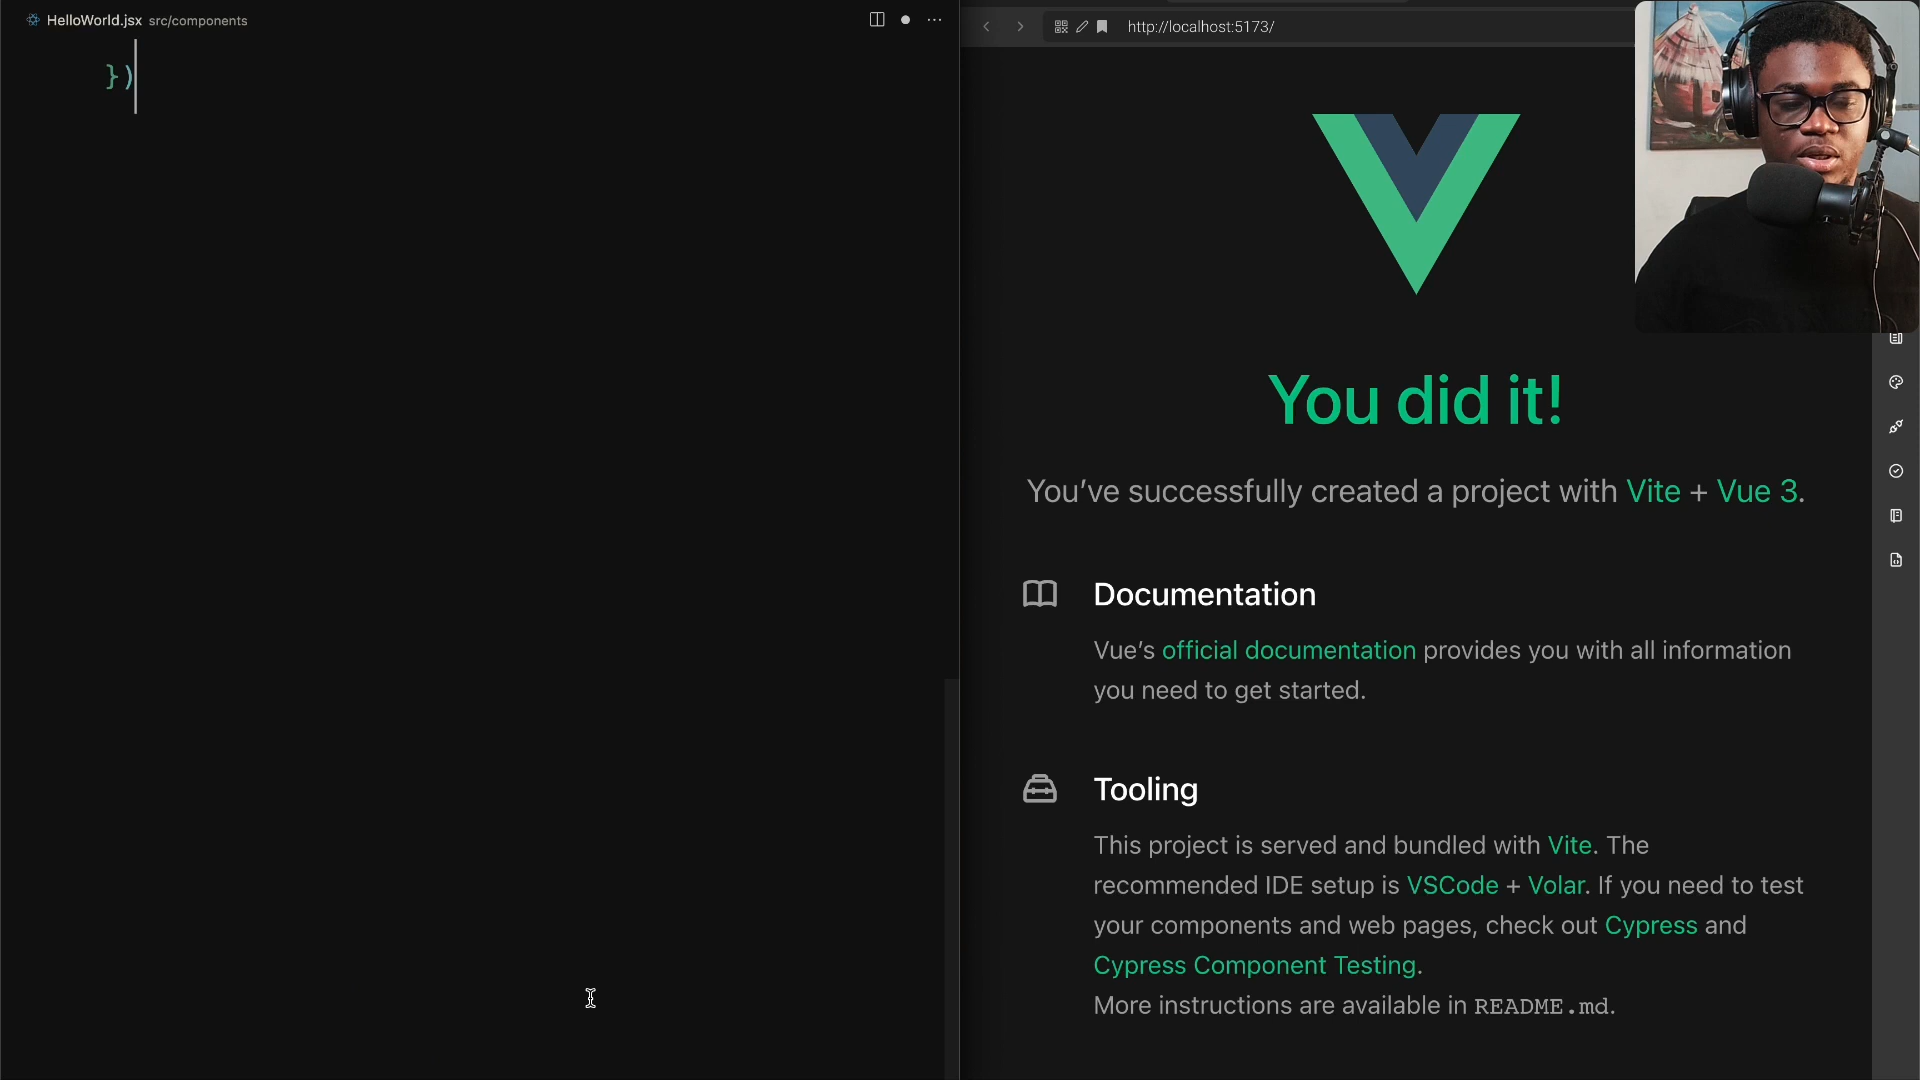 HelloWorld.jsx src/components
})
http://localhost:5173/
You did it!
You’ve successfully created a project with Vite + Vue 3.
Documentation
Vue’s official documentation provides you with all information
you need to get started.
Tooling
This project is served and bundled with Vite. The
recommended IDE setup is VSCode + Volar. If you need to test
your components and web pages, check out Cypress and
Cypress Component Testing.
More instructions are available in README.md.